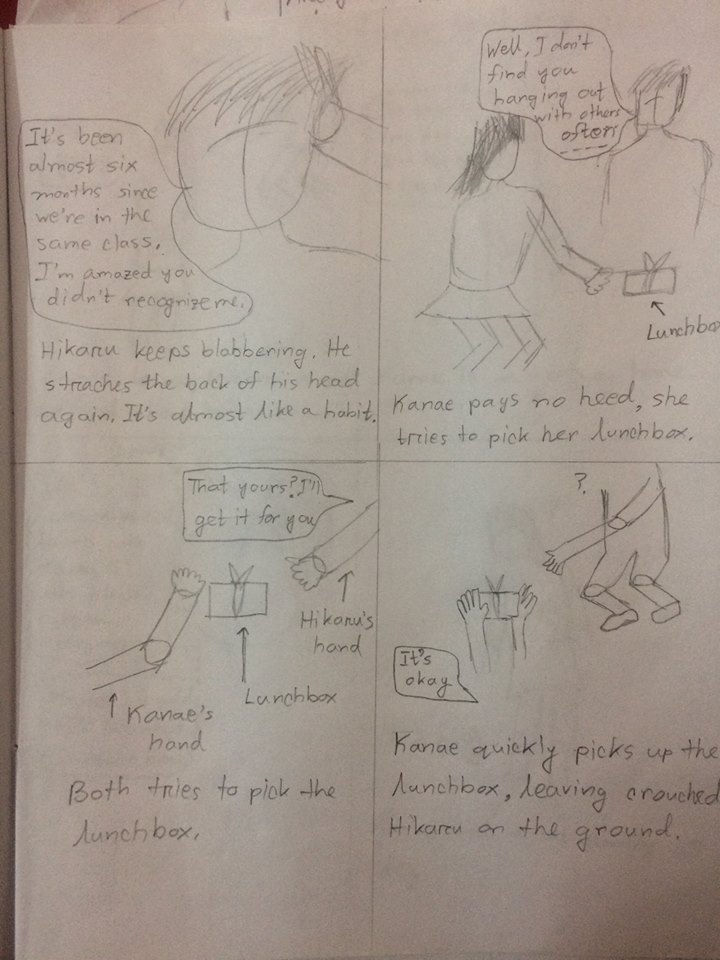 It's been
almost six
months since
we're in the
same class.
I'm amazed you
didn't recognize me.
Hikaru keeps blabbering. He
straches the back of his head
again. It's almost like a habit.
Well, I don't
find you
hanging out
with others
often
Lunchbox
Kanae pays no heed, she
tries to pick her lunchbox.
That yours? I'll
get it for you
Hikaru's
hand
Lunchbox
Kanae's
hand
Both tries to pick the
lunchbox.
?
It's
okay
Kanae quickly picks up the
lunchbox, leaving crouched
Hikaru on the ground.